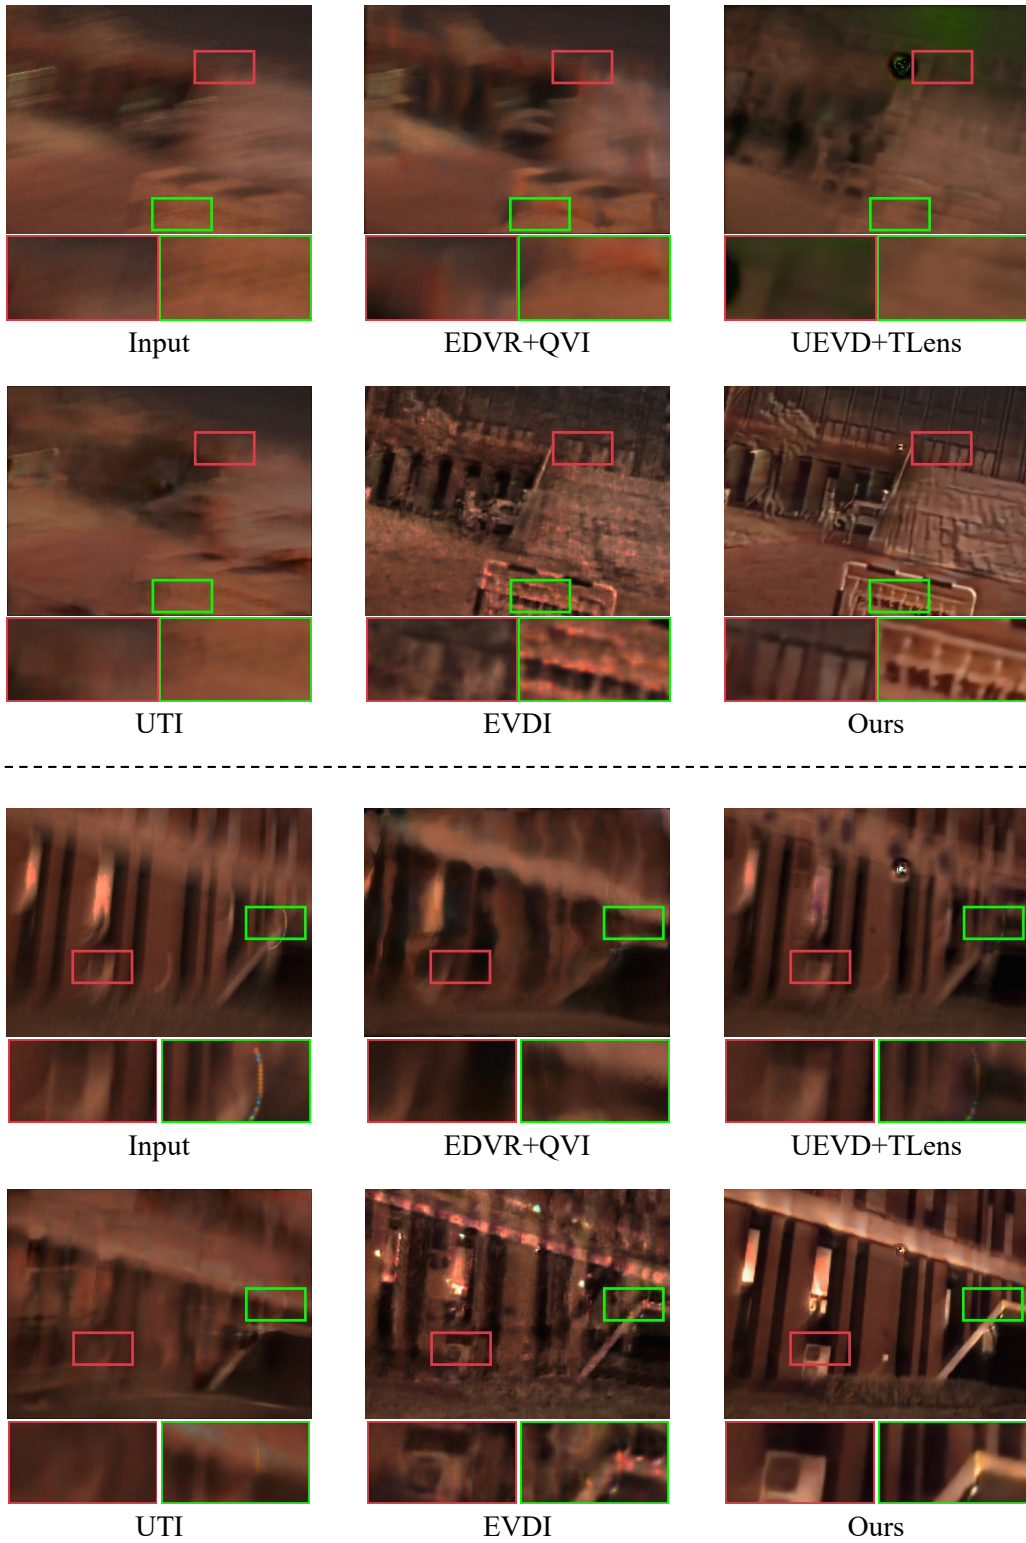 Input
EDVR+QVI
UEVD+TLens
UTI
EVDI
Ours
Input
EDVR+QVI
UEVD+TLens
UTI
EVDI
Ours